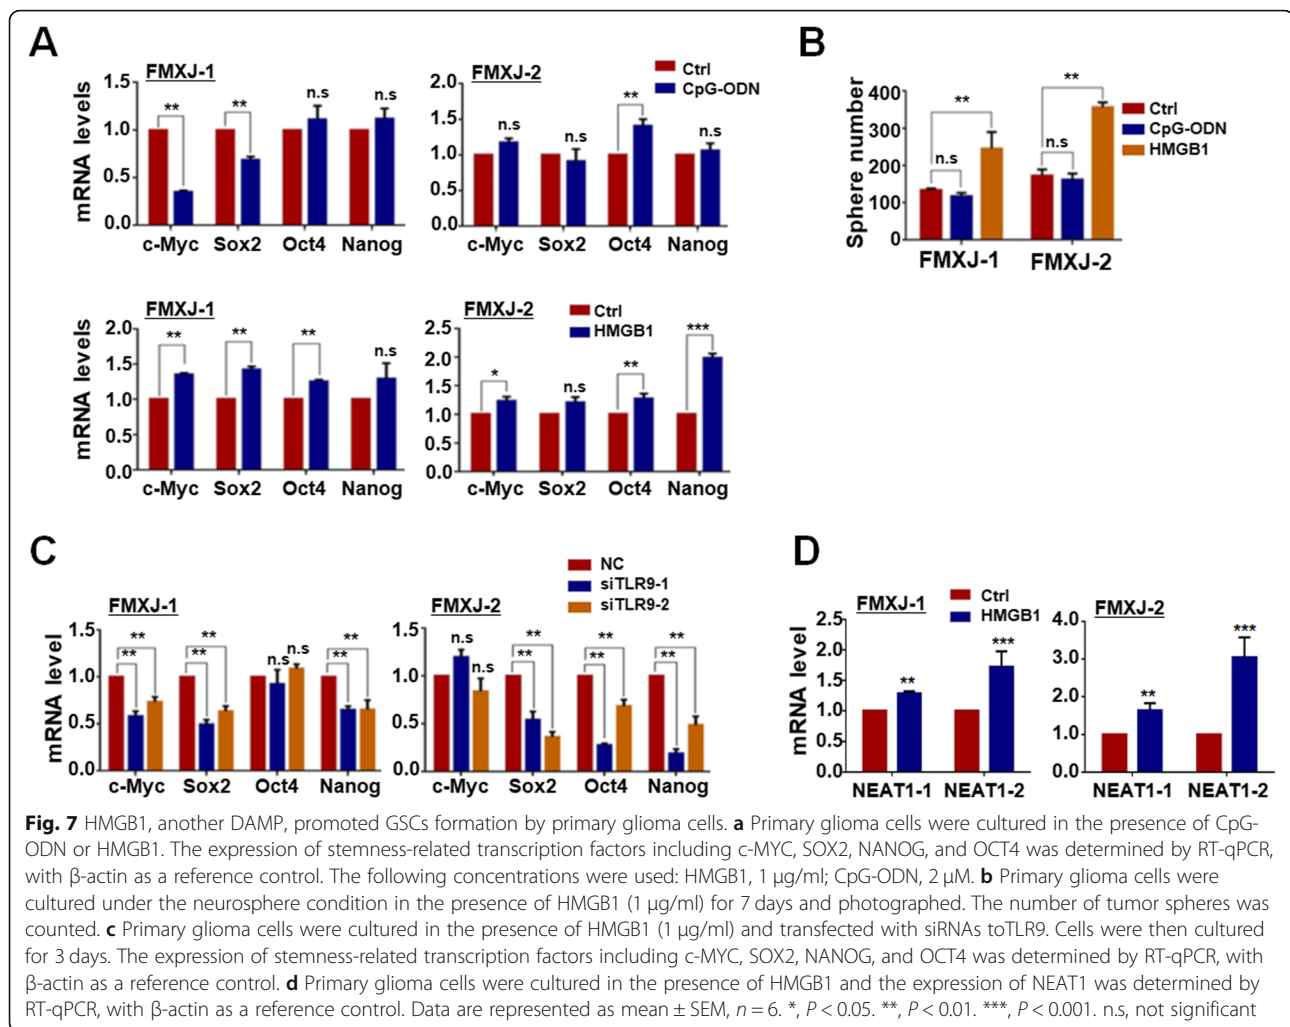 A
FMXJ-1
mRNA levels
1.5
1.0
0.5
0.0
**
**
n.s
n.s
c-Myc Sox2 Oct4 Nanog
FMXJ-2
Ctrl
CpG-ODN
2.0
1.5
1.0
0.5
0.0
n.s
n.s
**
n.s
c-Myc Sox2 Oct4 Nanog
FMXJ-1
mRNA levels
2.0
1.5
1.0
0.5
0.0
**
**
**
n.s
c-Myc Sox2 Oct4 Nanog
FMXJ-2
Ctrl
HMGB1
2.5
2.0
1.5
1.0
0.5
0.0
*
n.s
**
***
c-Myc Sox2 Oct4 Nanog
B
Sphere number
400
300
200
100
0
**
n.s
**
n.s
Ctrl
CpG-ODN
HMGB1
FMXJ-1 FMXJ-2
C
NC
siTLR9-1
siTLR9-2
FMXJ-1
mRNA level
1.5
1.0
0.5
0.0
**
**
**
**
n.s
n.s
**
**
c-Myc Sox2 Oct4 Nanog
FMXJ-2
1.5
1.0
0.5
0.0
n.s
n.s
**
**
**
**
**
**
c-Myc Sox2 Oct4 Nanog
D
Ctrl
HMGB1
FMXJ-1
mRNA level
2.5
2.0
1.5
1.0
0.5
0.0
**
***
NEAT1-1 NEAT1-2
FMXJ-2
4.0
3.0
2.0
1.0
0.0
**
***
NEAT1-1 NEAT1-2
Fig. 7 HMGB1, another DAMP, promoted GSCs formation by primary glioma cells. a Primary glioma cells were cultured in the presence of CpG-
ODN or HMGB1. The expression of stemness-related transcription factors including c-MYC, SOX2, NANOG, and OCT4 was determined by RT-qPCR,
with β-actin as a reference control. The following concentrations were used: HMGB1, 1 μg/ml; CpG-ODN, 2 μM. b Primary glioma cells were
cultured under the neurosphere condition in the presence of HMGB1 (1 μg/ml) for 7 days and photographed. The number of tumor spheres was
counted. c Primary glioma cells were cultured in the presence of HMGB1 (1 μg/ml) and transfected with siRNAs toTLR9. Cells were then cultured
for 3 days. The expression of stemness-related transcription factors including c-MYC, SOX2, NANOG, and OCT4 was determined by RT-qPCR, with
β-actin as a reference control. d Primary glioma cells were cultured in the presence of HMGB1 and the expression of NEAT1 was determined by
RT-qPCR, with β-actin as a reference control. Data are represented as mean ± SEM, n = 6. *, P < 0.05. **, P < 0.01. ***, P < 0.001. n.s, not significant